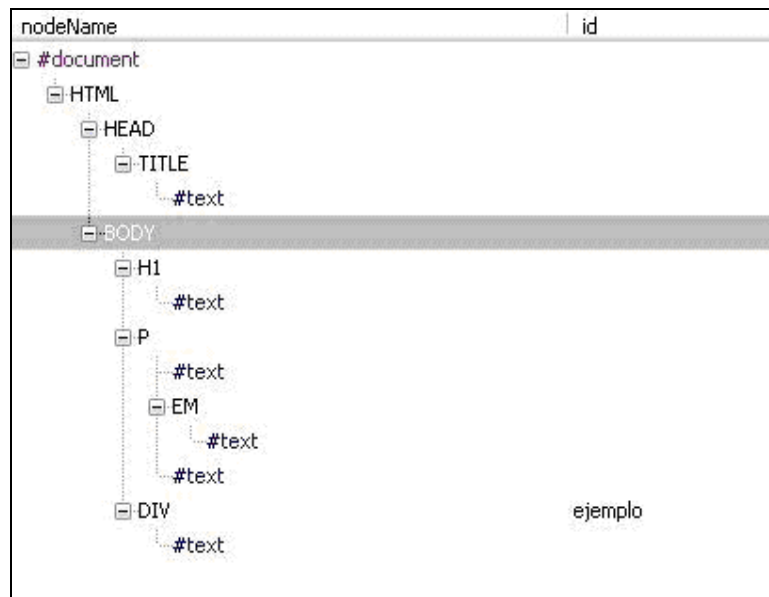 nodeName id
#document
HTML
HEAD
TITLE
#text
BODY
H1
#text
P
#text
EM
#text
#text
DIV ejemplo
#text